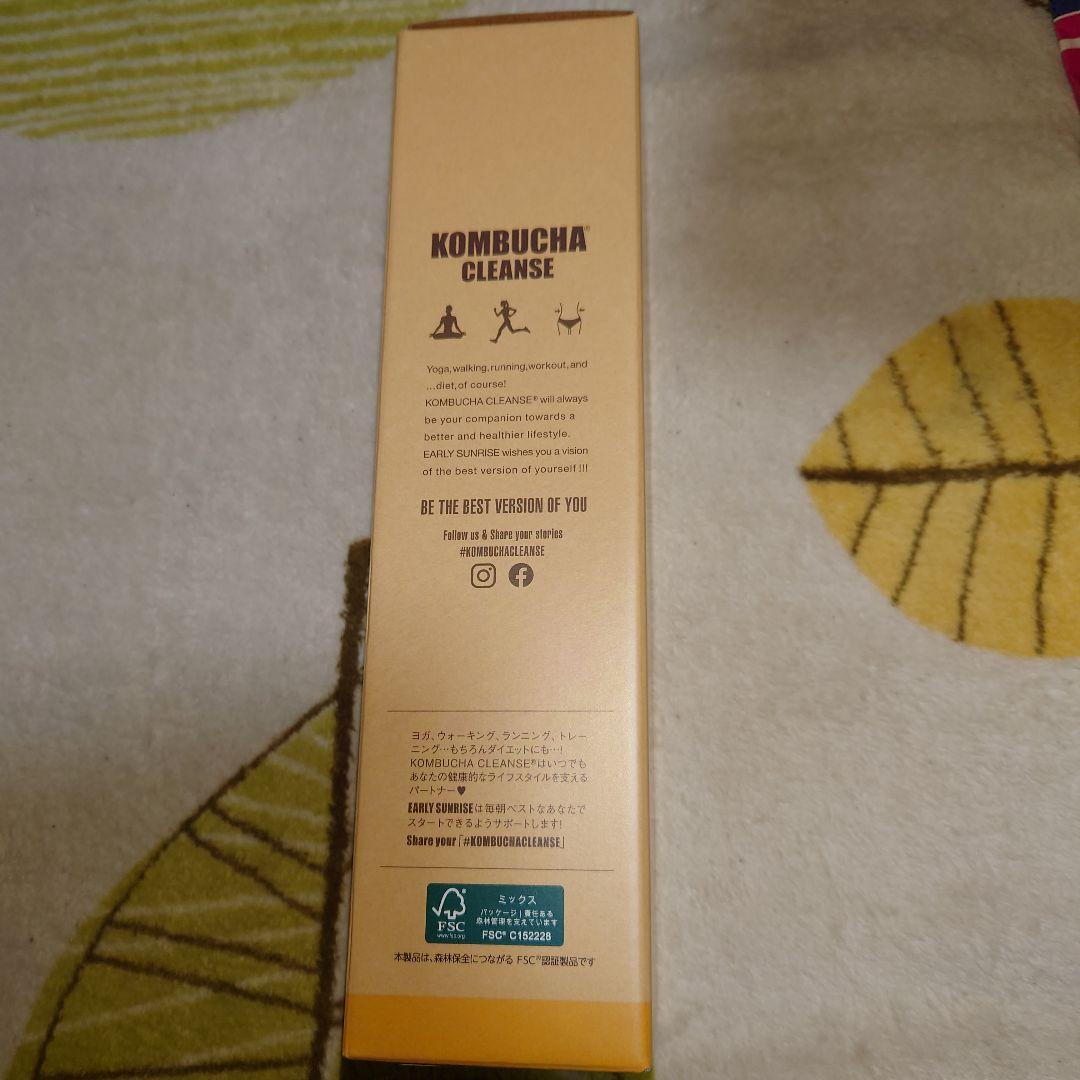 KOMBUCHA®
CLEANSE
Yoga,walking,running,workout,and
...diet,of course!
KOMBUCHA CLEANSE® will always
be your companion towards a
better and healthier lifestyle.
EARLY SUNRISE wishes you a vision
of the best version of yourself !!!
BE THE BEST VERSION OF YOU
Follow us & Share your stories
#KOMBUCHACLEANSE
ヨガ、ウォーキング、ランニング、トレー
ニング…もちろんダイエットにも…!
KOMBUCHA CLEANSE®はいつでも
あなたの健康的なライフスタイルを支える
パートナー♥
EARLY SUNRISEは毎朝ベストなあなたで
スタートできるようサポートします!
Share your「#KOMBUCHACLEANSE」
FSC
www.fsc.org
ミックス
パッケージ|責任ある
森林管理を支えています
FSC® C152228
本製品は、森林保全につながる FSC®認証製品です